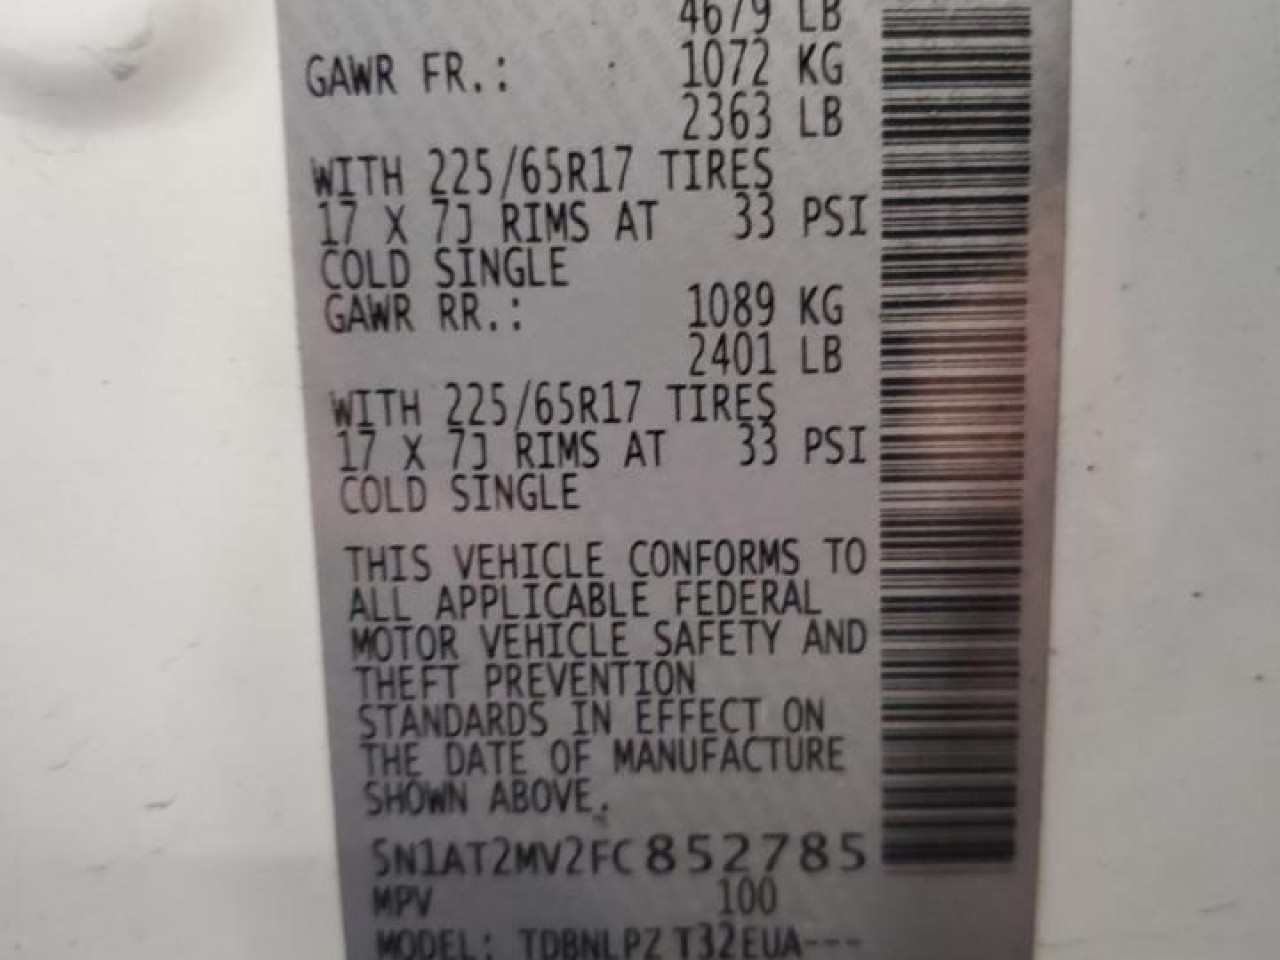 4679 LB
GAWR FR.: 1072 KG
2363 LB
WITH 225/65R17 TIRES
17 X 7J RIMS AT 33 PSI
COLD SINGLE
GAWR RR.: 1089 KG
2401 LB
WITH 225/65R17 TIRES
17 X 7J RIMS AT 33 PSI
COLD SINGLE
THIS VEHICLE CONFORMS TO
ALL APPLICABLE FEDERAL
MOTOR VEHICLE SAFETY AND
THEFT PREVENTION
STANDARDS IN EFFECT ON
THE DATE OF MANUFACTURE
SHOWN ABOVE.
5N1AT2MV2FC852785
MPV 100
MODEL: TDBNLPZ T32EUA---